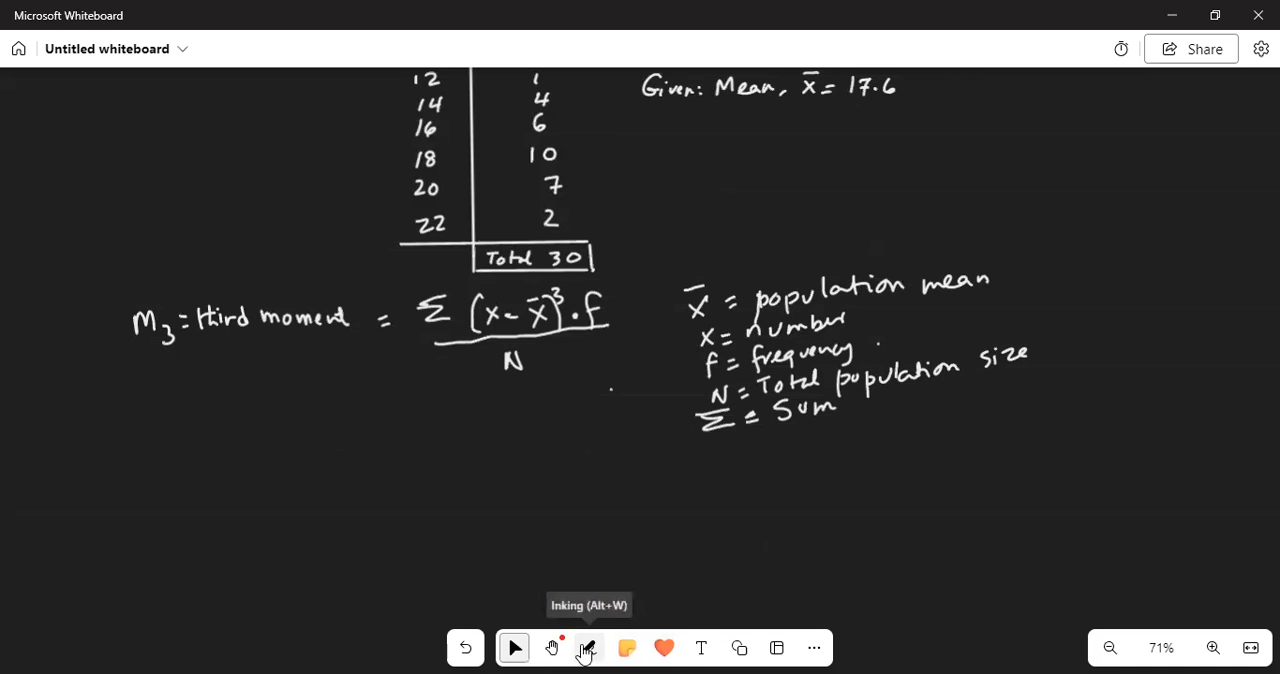 Microsoft Whiteboard
Untitled whiteboard
Share
12 1
14 4
16 6
18 10
20 7
22 2
Total 30
Given: Mean, x̄ = 17.6
M₃ = third moment = Σ (x - x̄)³ · f
N
x̄ = population mean
x = number
f = frequency
N = Total population size
Σ = Sum
Inking (Alt+W)
T
71%